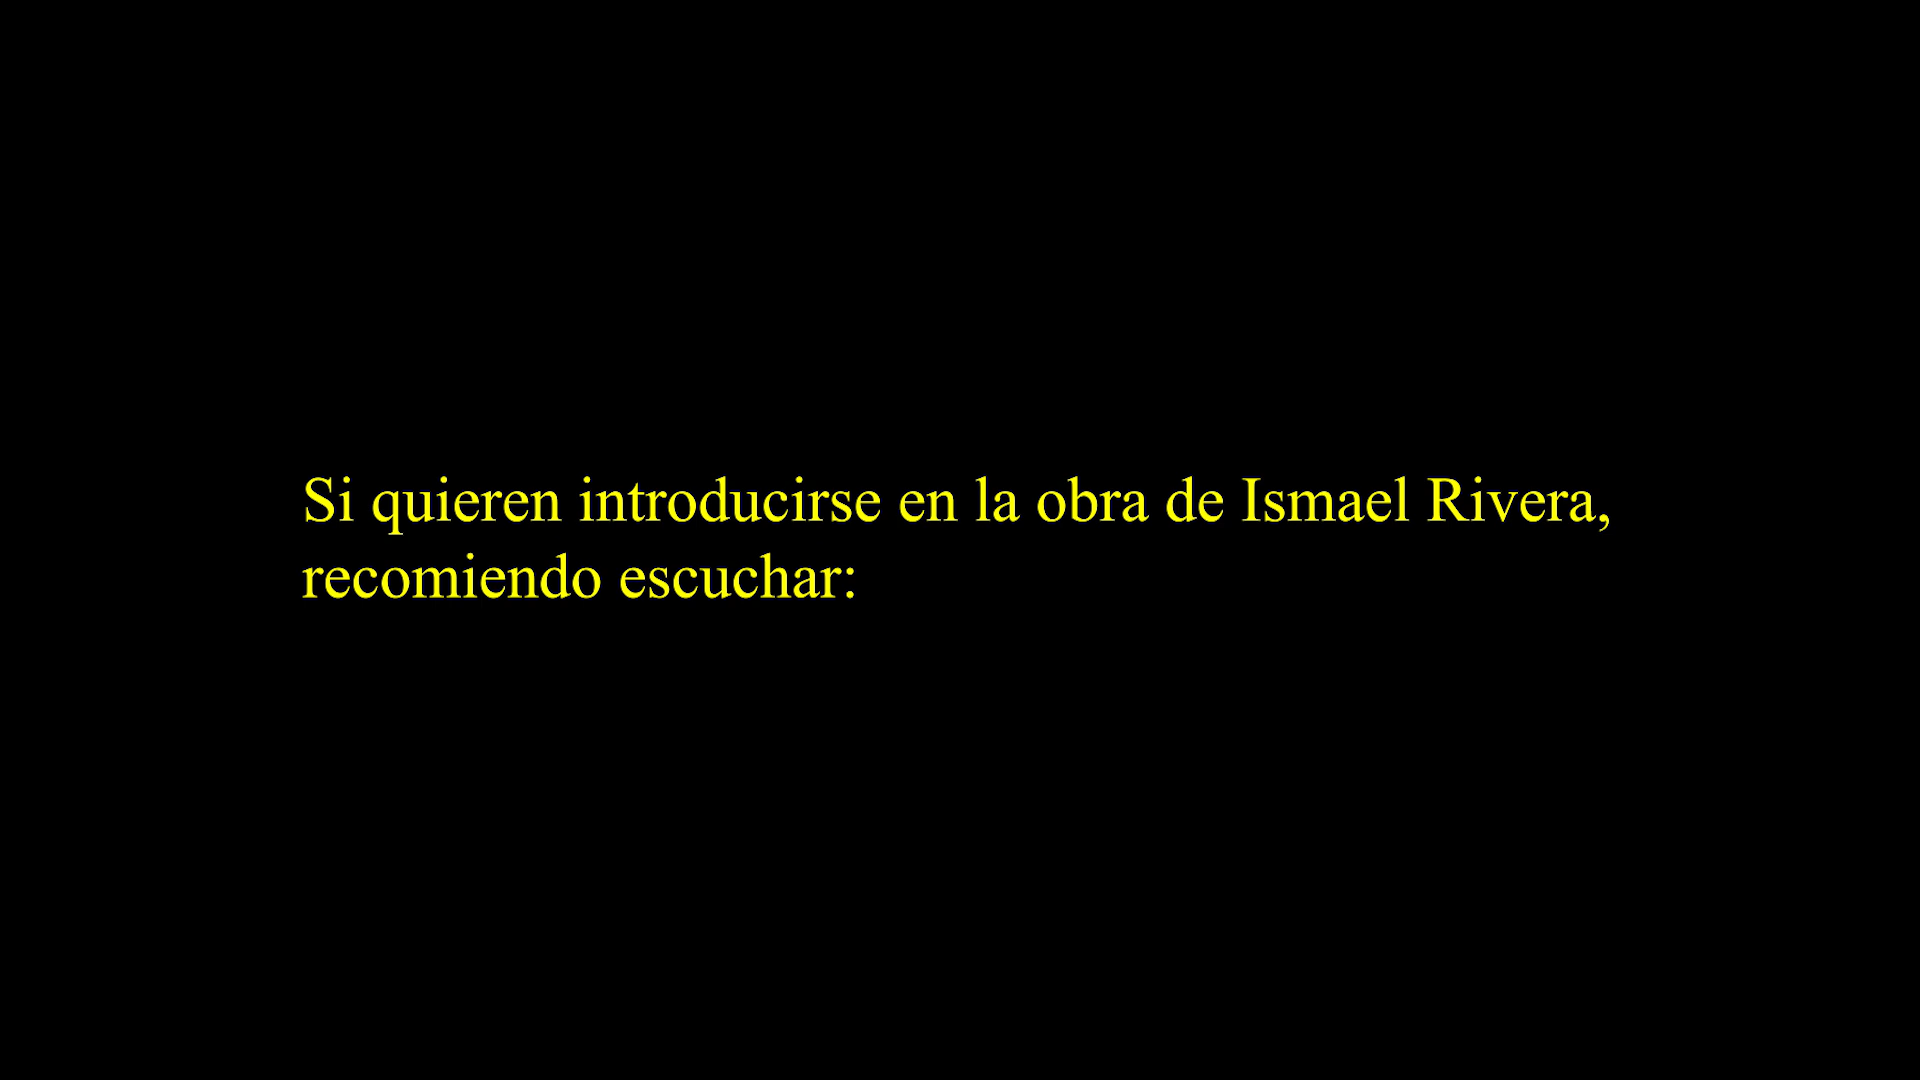 Si quieren introducirse en la obra de Ismael Rivera,
recomiendo escuchar: